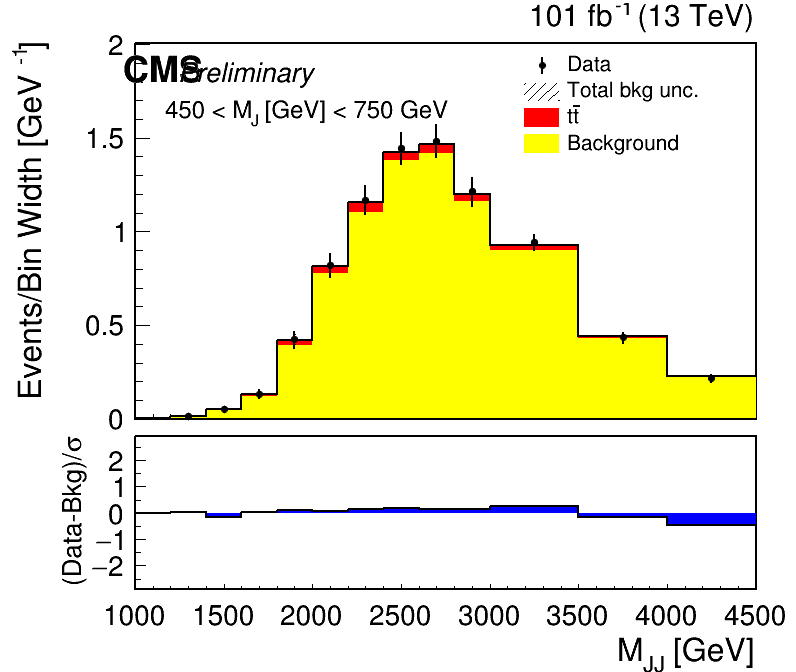 101 fb⁻¹ (13 TeV)
CMS Preliminary
450 < M_J [GeV] < 750 GeV
Data
Total bkg unc.
tt̄
Background
Events/Bin Width [GeV⁻¹]
2
1.5
1
0.5
0
(Data-Bkg)/σ
2
1
0
−1
−2
1000 1500 2000 2500 3000 3500 4000 4500
M_JJ [GeV]